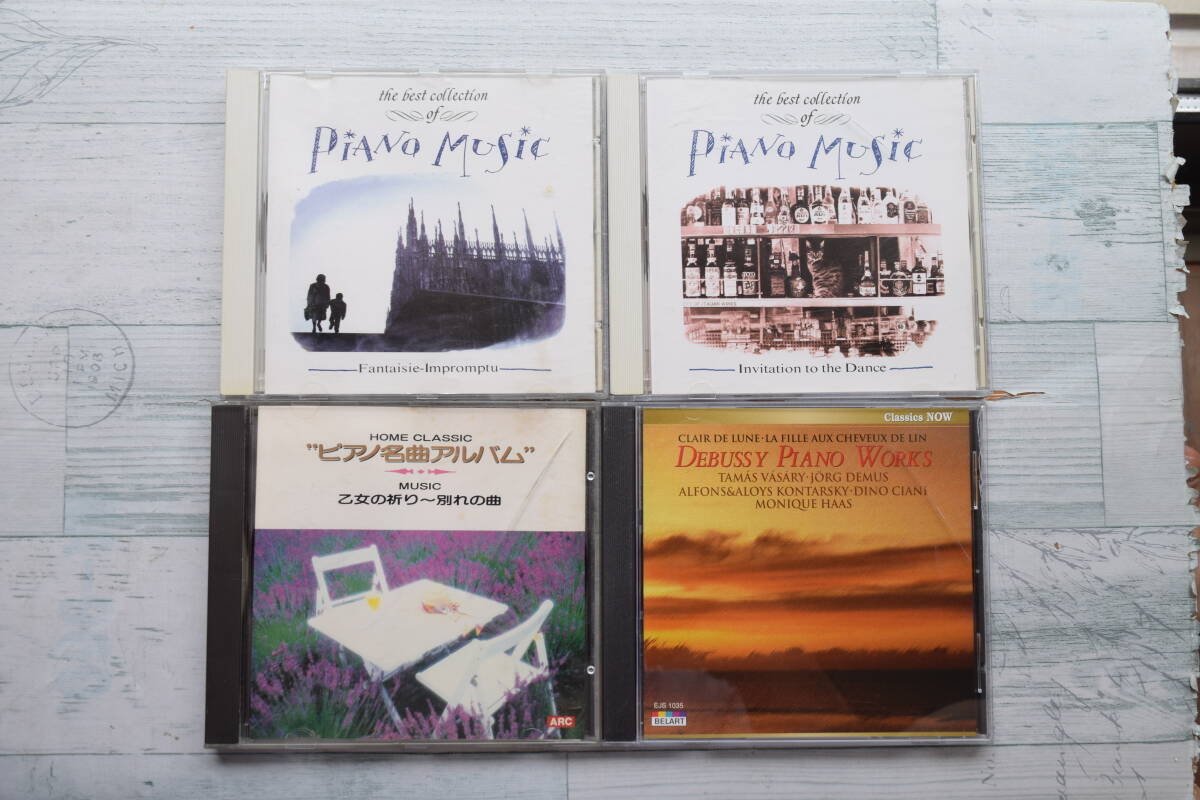 the best collection
of
PIANO MUSIC
Fantaisie-Impromptu
the best collection
of
PIANO MUSIC
Invitation to the Dance
HOME CLASSIC
"ピアノ名曲アルバム"
MUSIC
乙女の祈り～別れの曲
ARC
Classics NOW
CLAIR DE LUNE・LA FILLE AUX CHEVEUX DE LIN
DEBUSSY PIANO WORKS
TAMÁS VÁSÁRY・JÖRG DEMUS
ALFONS&ALOYS KONTARSKY・DINO CIANI
MONIQUE HAAS
EJS 1035
BELART